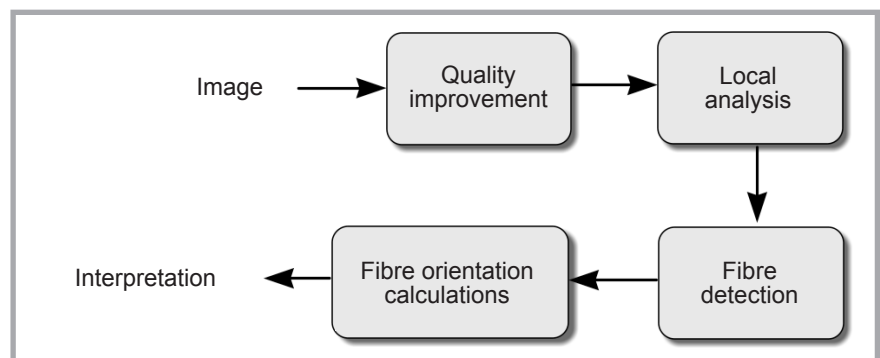 Image
Quality
improvement
Local
analysis
Fibre
detection
Fibre orientation
calculations
Interpretation